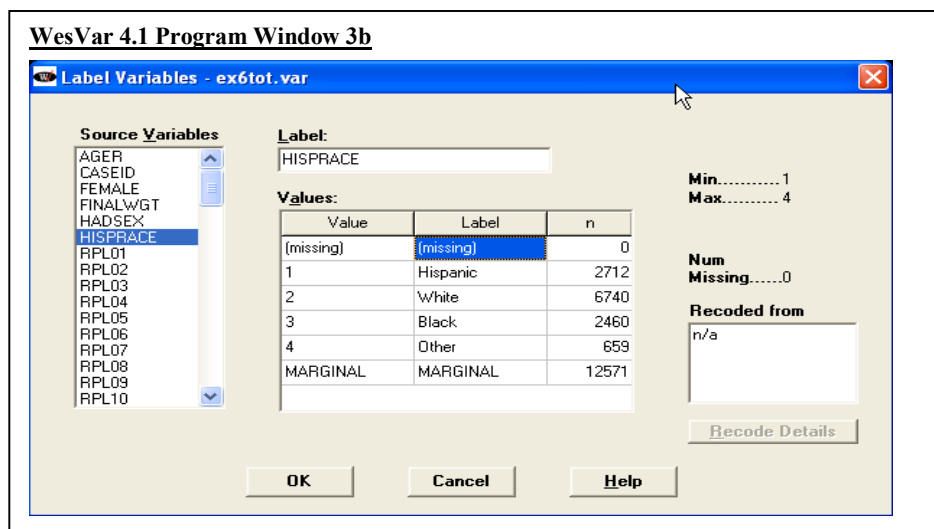 WesVar 4.1 Program Window 3b
Label Variables - ex6tot.var
Source Variables
AGER
CASEID
FEMALE
FINALWGT
HADSEX
HISPRACE
RPL01
RPL02
RPL03
RPL04
RPL05
RPL06
RPL07
RPL08
RPL09
RPL10
Label:
HISPRACE
Values:
Value Label n
(missing) (missing) 0
1 Hispanic 2712
2 White 6740
3 Black 2460
4 Other 659
MARGINAL MARGINAL 12571
Min...........1
Max...........4
Num
Missing......0
Recoded from
n/a
Recode Details
OK Cancel Help